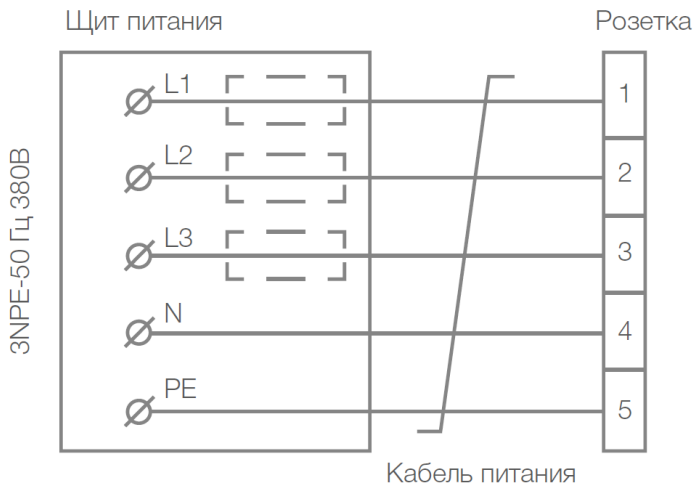 Щит питания
Розетка
3NPE-50 Гц 380В
L1
1
L2
2
L3
3
N
4
PE
5
Кабель питания